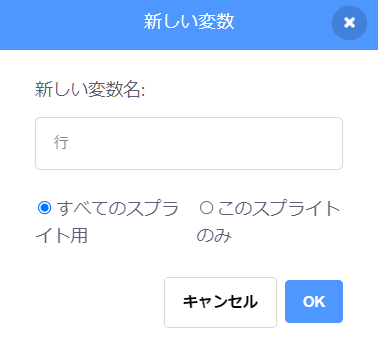 新しい変数
新しい変数名:
行
すべてのスプラ
イト用
このスプライト
のみ
キャンセル
OK